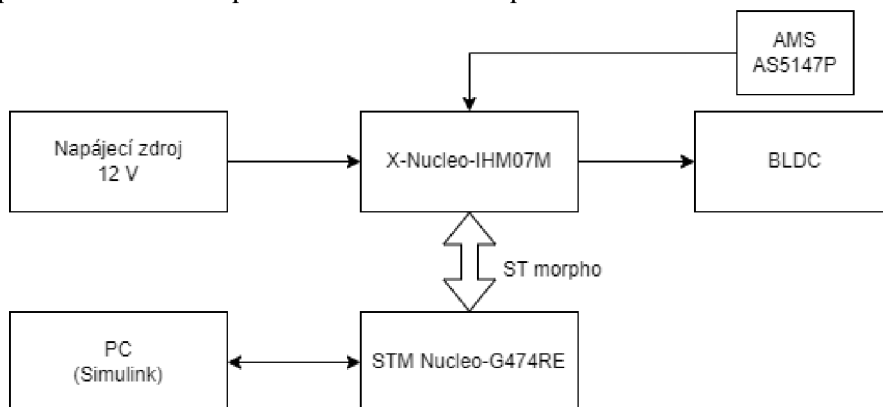 AMS
AS5147P
Napájecí zdroj
12 V
X-Nucleo-IHM07M
BLDC
ST morpho
PC
(Simulink)
STM Nucleo-G474RE